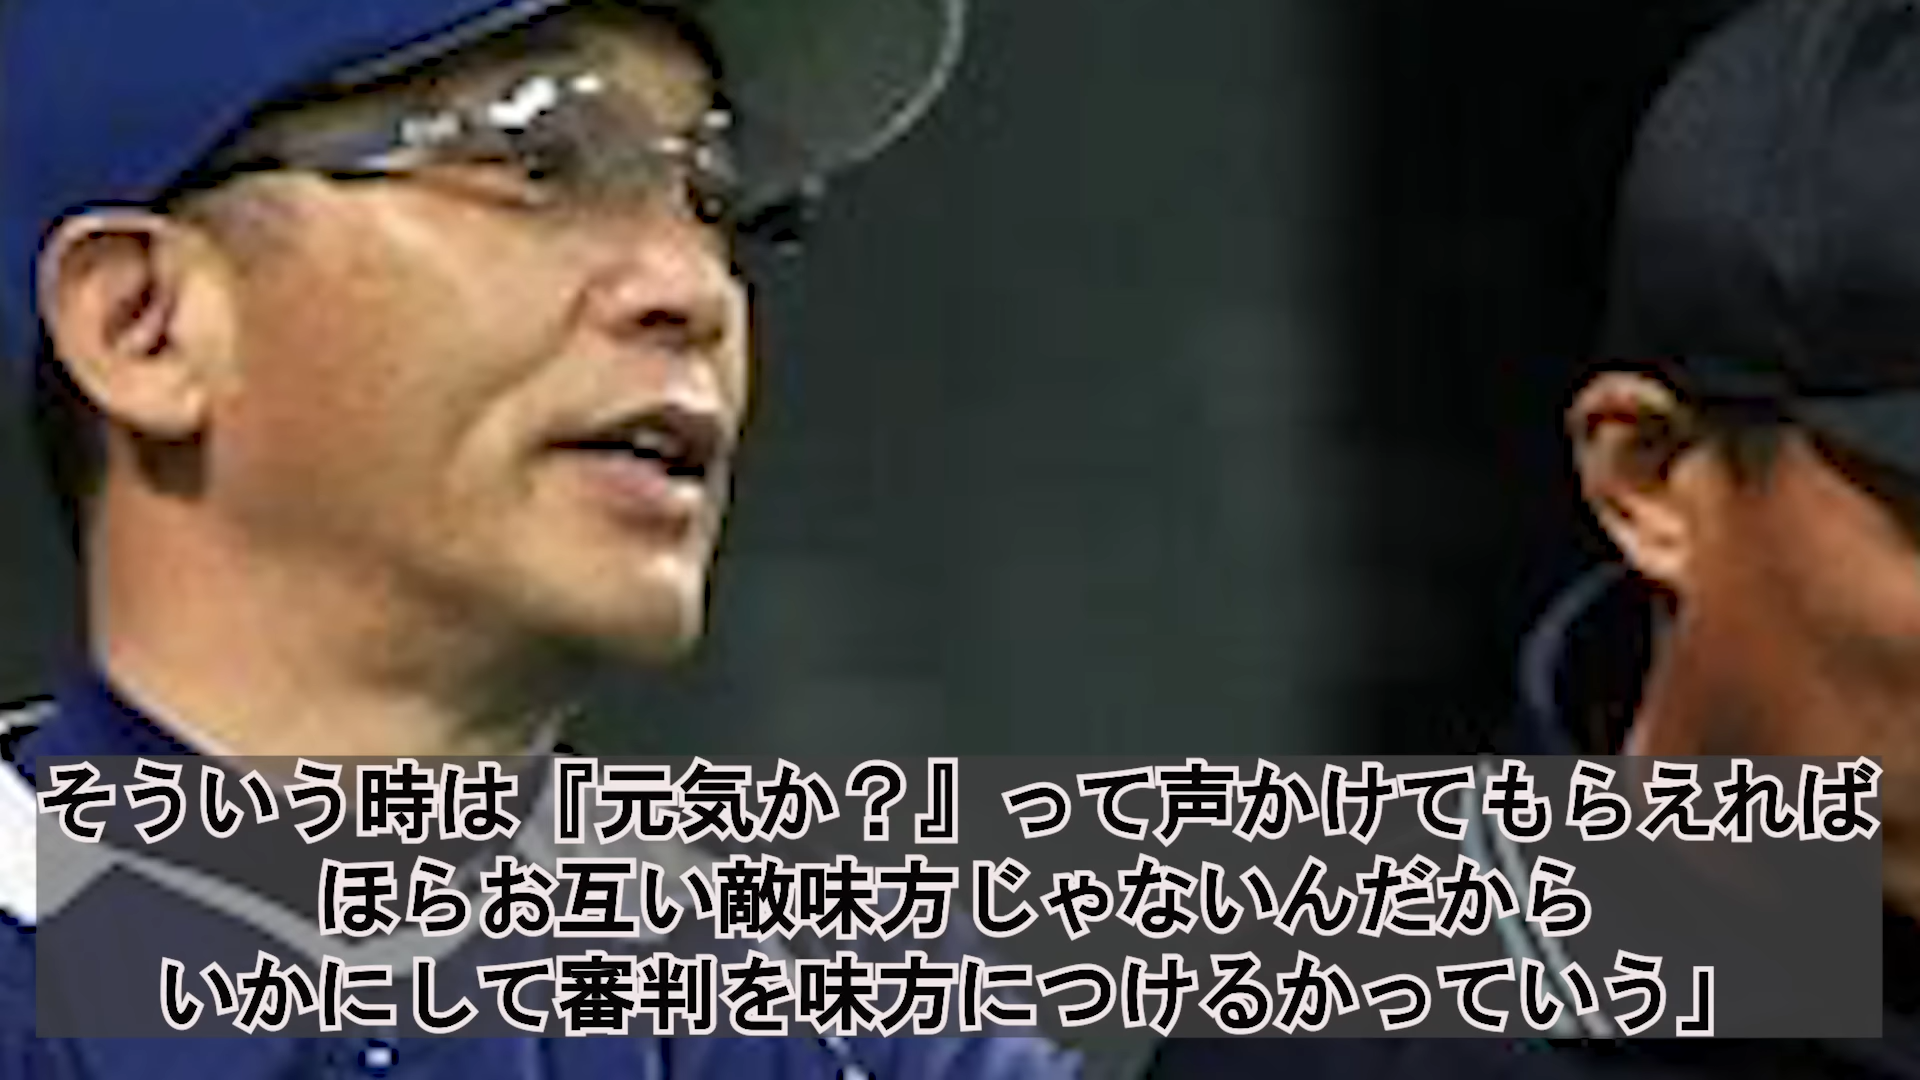 そういう時は『元気か？』って声かけてもらえれば
ほらお互い敵味方じゃないんだから
いかにして審判を味方につけるかっていう」